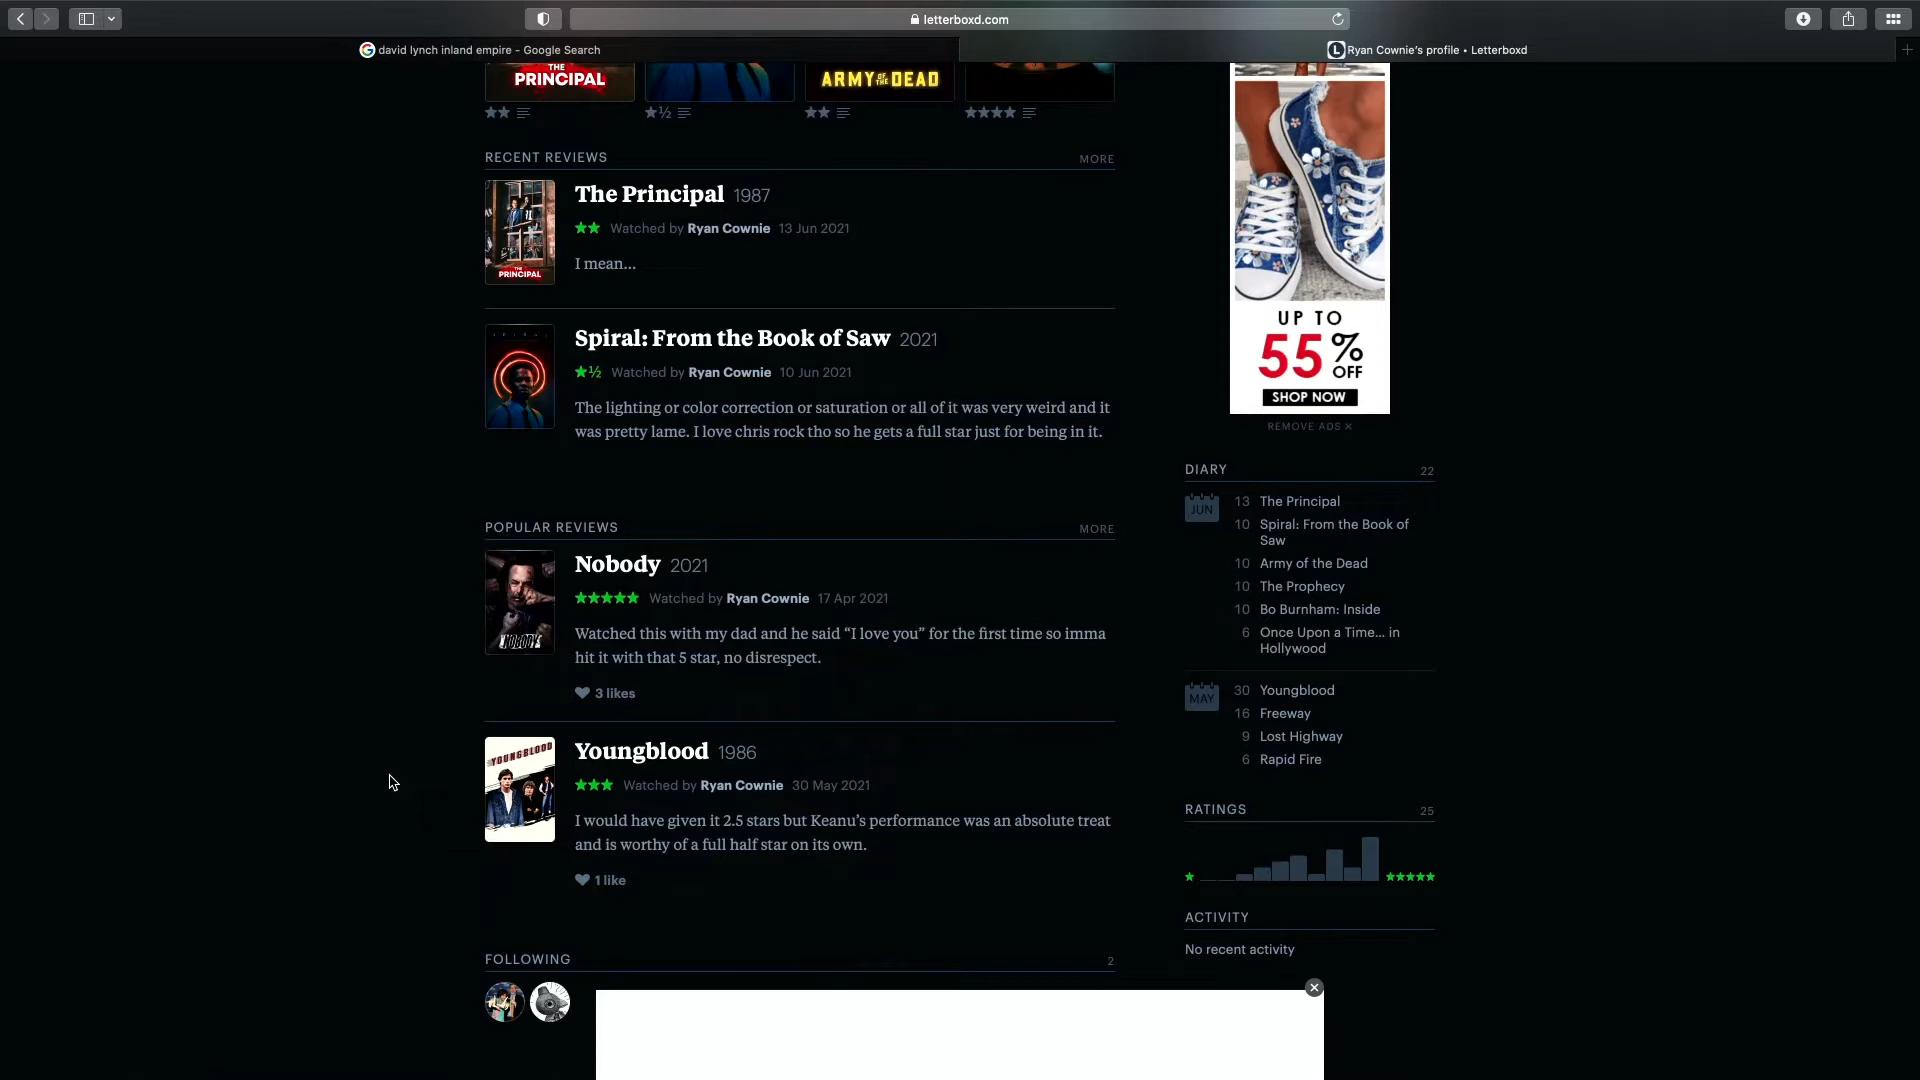 letterboxd.com
david lynch inland empire - Google Search
Ryan Cownie's profile • Letterboxd
THE
PRINCIPAL
ARMY OF THE DEAD
★★
★½
★★
★★★★
RECENT REVIEWS
MORE
The Principal 1987
★★ Watched by Ryan Cownie 13 Jun 2021
I mean...
THE
PRINCIPAL
Spiral: From the Book of Saw 2021
★½ Watched by Ryan Cownie 10 Jun 2021
The lighting or color correction or saturation or all of it was very weird and it
was pretty lame. I love chris rock tho so he gets a full star just for being in it.
POPULAR REVIEWS
MORE
Nobody 2021
★★★★★ Watched by Ryan Cownie 17 Apr 2021
Watched this with my dad and he said “I love you” for the first time so imma
hit it with that 5 star, no disrespect.
NOBODY
3 likes
Youngblood 1986
★★★ Watched by Ryan Cownie 30 May 2021
I would have given it 2.5 stars but Keanu’s performance was an absolute treat
and is worthy of a full half star on its own.
YOUNGBLOOD
1 like
FOLLOWING
2
UP TO
55% OFF
SHOP NOW
REMOVE ADS ×
DIARY
22
JUN
13 The Principal
10 Spiral: From the Book of
Saw
10 Army of the Dead
10 The Prophecy
10 Bo Burnham: Inside
6 Once Upon a Time... in
Hollywood
MAY
30 Youngblood
16 Freeway
9 Lost Highway
6 Rapid Fire
RATINGS
25
★ ★★★★★
ACTIVITY
No recent activity